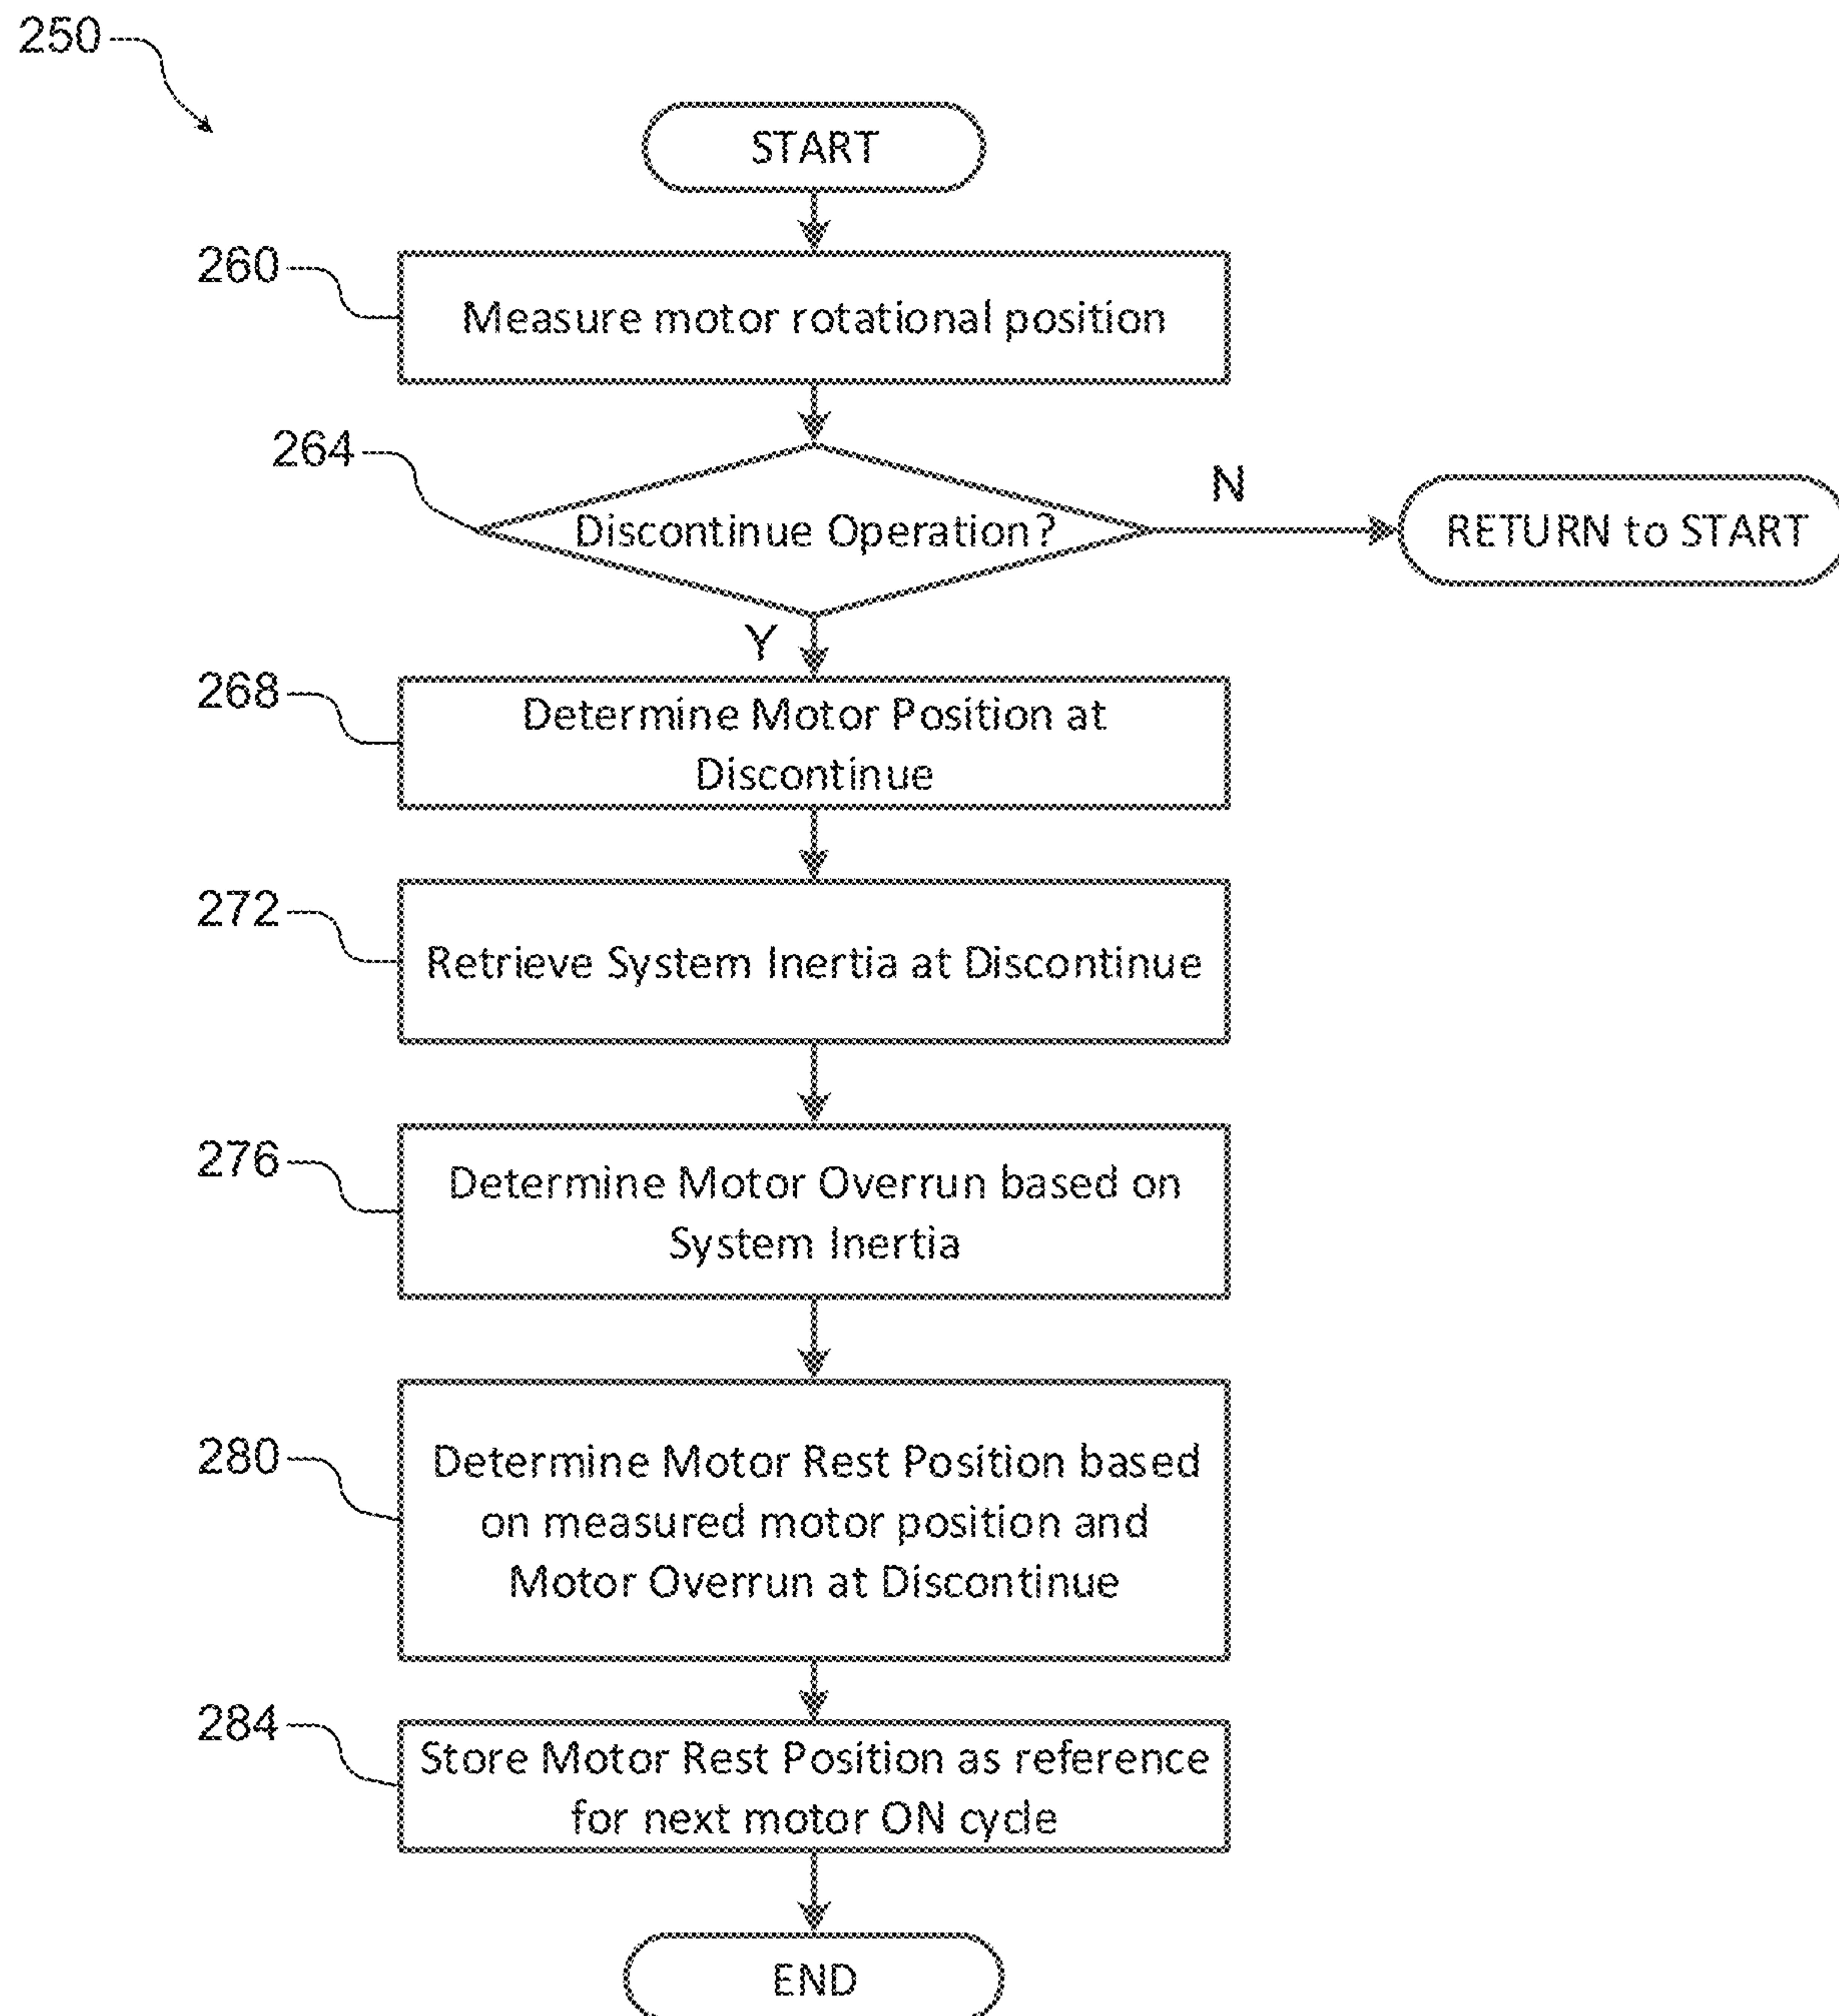 250
START
260
Measure motor rotational position
264
Discontinue Operation?
N
RETURN to START
Y
268
Determine Motor Position at
Discontinue
272
Retrieve System Inertia at Discontinue
276
Determine Motor Overrun based on
System Inertia
280
Determine Motor Rest Position based
on measured motor position and
Motor Overrun at Discontinue
284
Store Motor Rest Position as reference
for next motor ON cycle
END